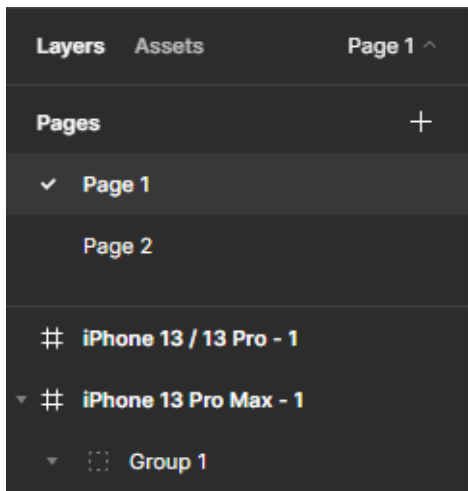 Layers Assets Page 1
Pages
Page 1
Page 2
iPhone 13 / 13 Pro - 1
iPhone 13 Pro Max - 1
Group 1